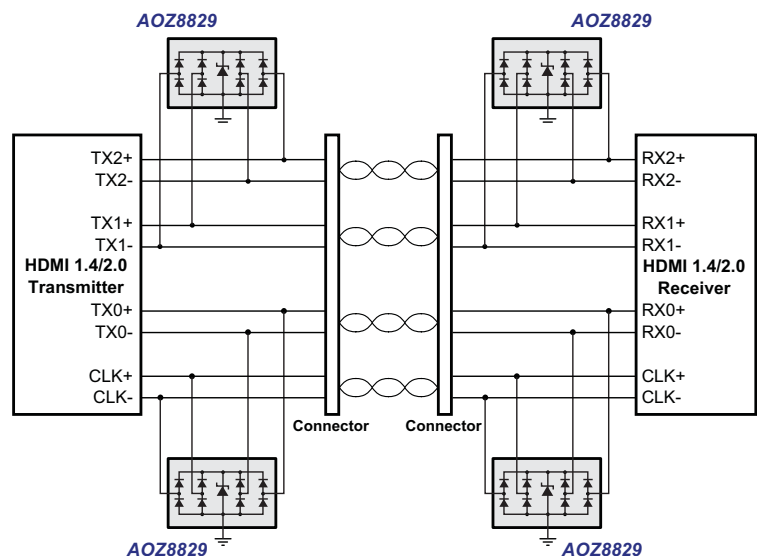 AOZ8829
AOZ8829
TX2+
TX2-
TX1+
TX1-
HDMI 1.4/2.0
Transmitter
TX0+
TX0-
CLK+
CLK-
RX2+
RX2-
RX1+
RX1-
HDMI 1.4/2.0
Receiver
RX0+
RX0-
CLK+
CLK-
Connector
Connector
AOZ8829
AOZ8829